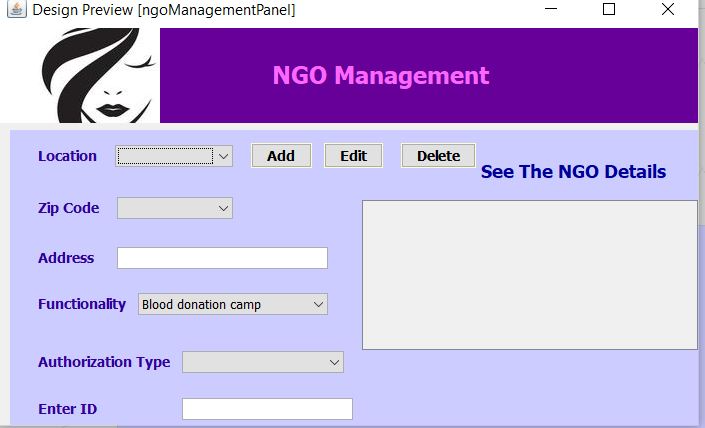 Design Preview [ngoManagementPanel]
NGO Management
Location
Add
Edit
Delete
See The NGO Details
Zip Code
Address
Functionality
Blood donation camp
Authorization Type
Enter ID